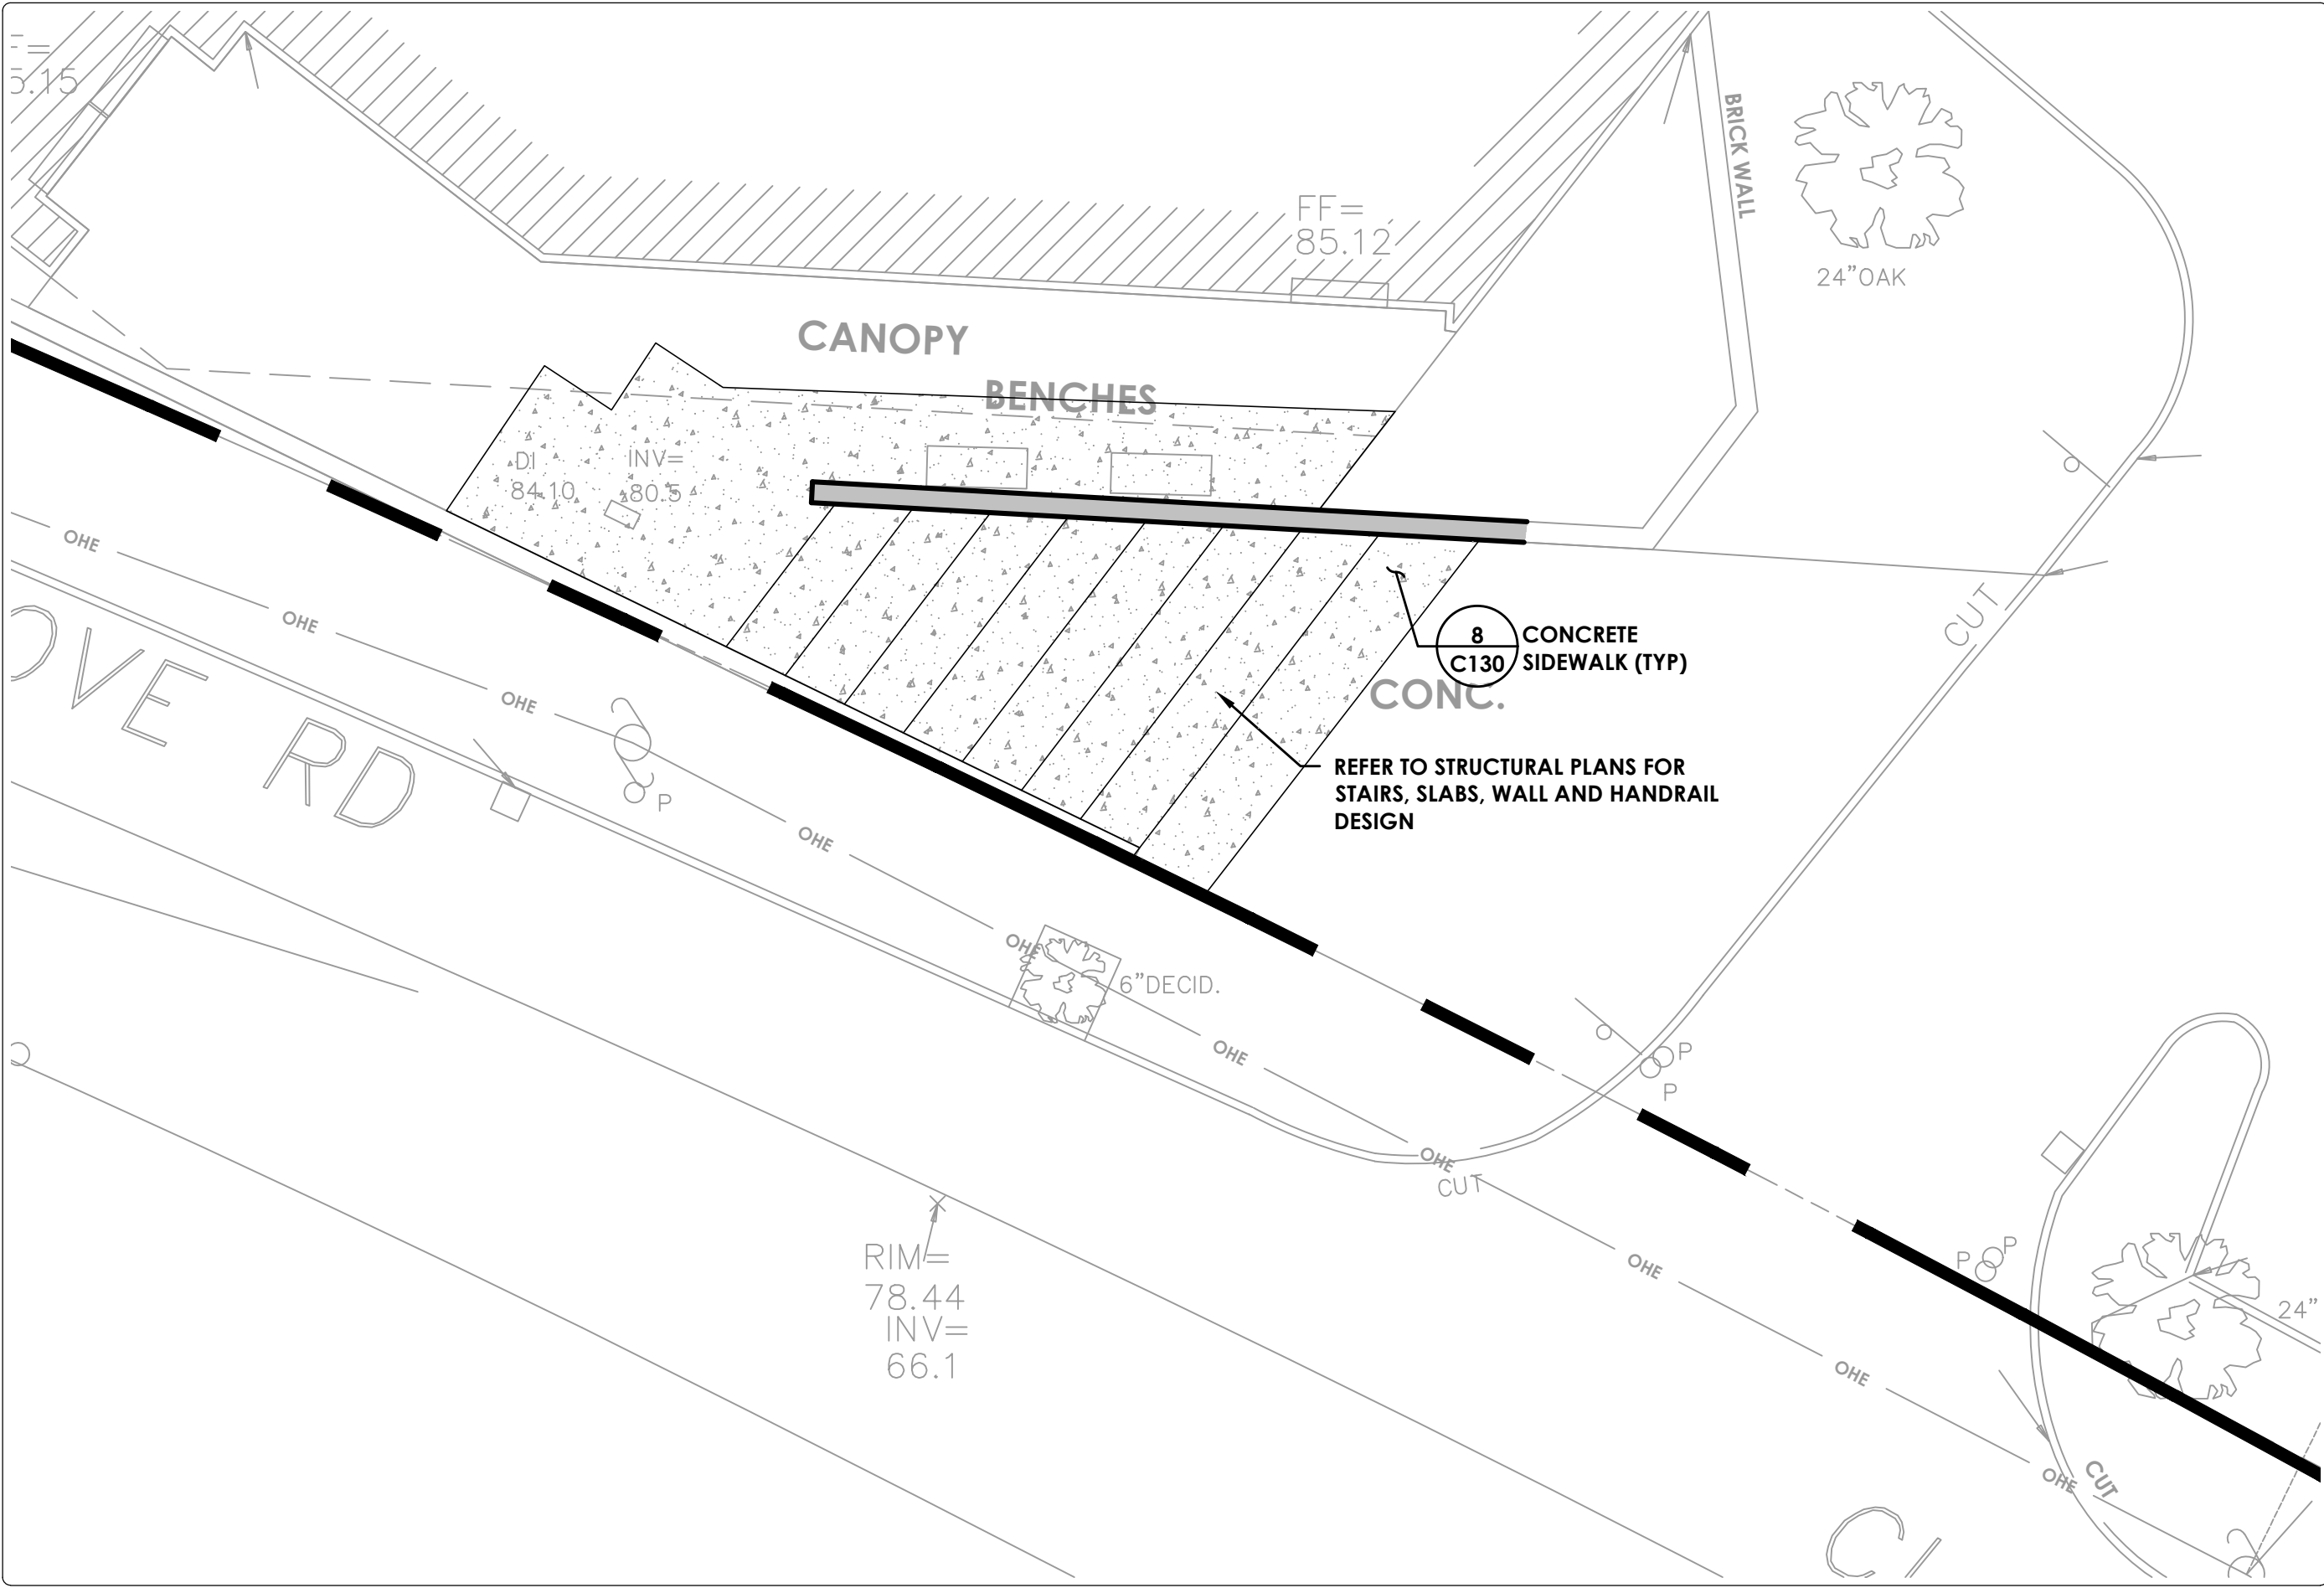 5.15
BRICK WALL
FF=
85.12
24"OAK
CANOPY
BENCHES
DI
84.10
INV=
80.5
OHE
OHE
OHE
OHE
OHE
OHE
OHE
OHE
OHE
OHE
CUT
8
C130
CONCRETE
SIDEWALK (TYP)
CONC.
REFER TO STRUCTURAL PLANS FOR
STAIRS, SLABS, WALL AND HANDRAIL
DESIGN
OVE RD
P
6"DECID.
P
P
CUT
RIM=
78.44
INV=
66.1
P
P
24"
CUT